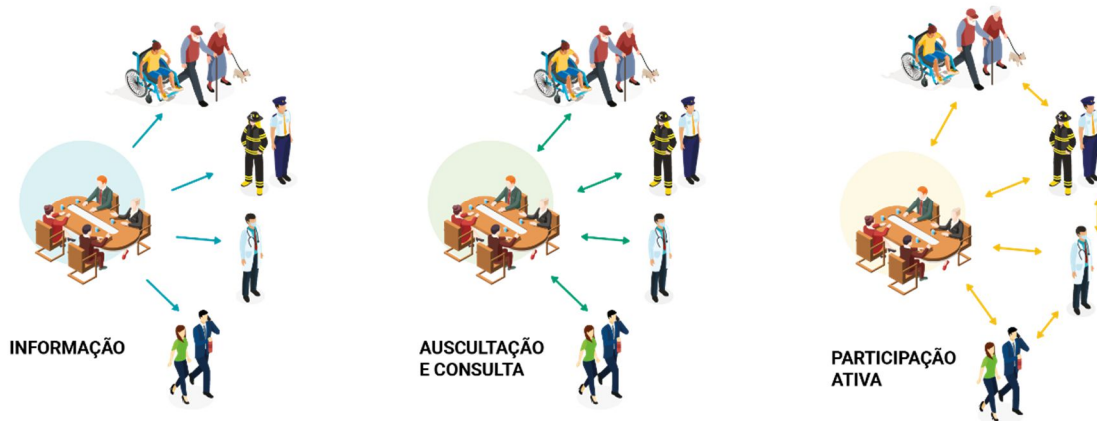 INFORMAÇÃO
AUSCULTAÇÃO
E CONSULTA
PARTICIPAÇÃO
ATIVA